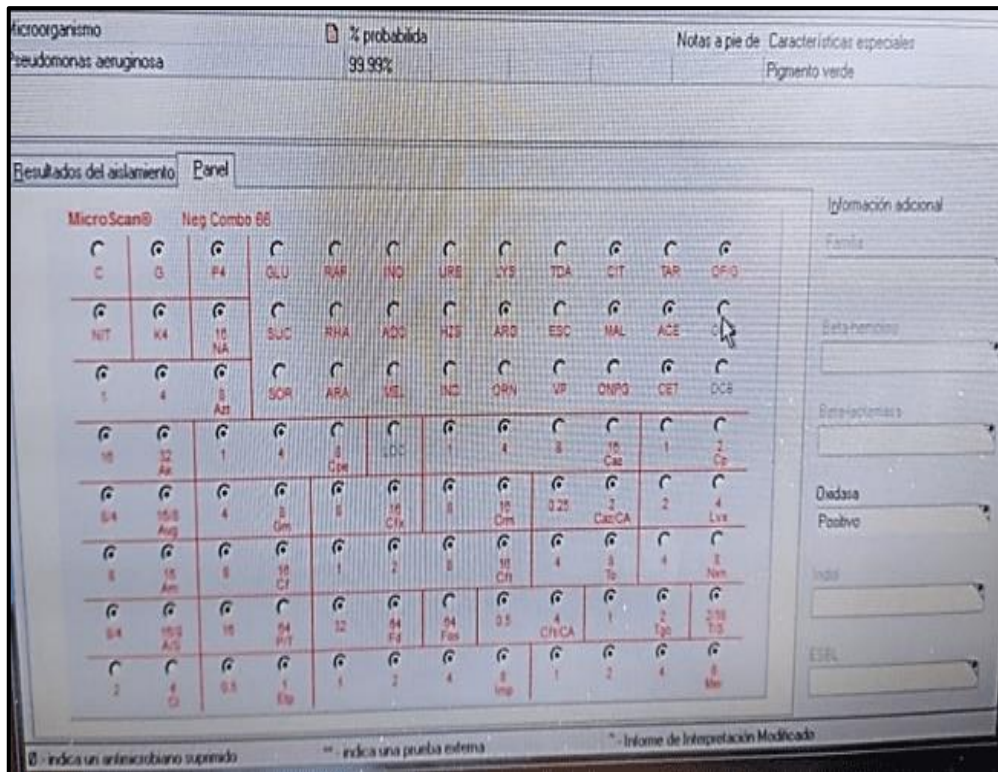 Microorganismo % probabilida Notas a pie de Características especiales
Pseudomonas aeruginosa 99.99% Pigmento verde
Resultados del aislamiento Panel
Información adicional
MicroScan® Neg Combo 66
Familia
C G P4 GLU RAF INO URE LYS TDA CIT TAR OF/G
NIT K4 16 SUC RHA ADO H2S ARG ESC MAL ACE
NA
Beta-hemólisis
1 4 8 SOR ARA MEL IND ORN VP ONPG CET DCB
Azt
Beta-lactamasa
16 32 1 4 8 LDC 1 4 8 16 1 2
Ak Cpe Caz Cp
8/4 16/8 4 8 8 16 8 16 0.25 2 2 4
Aug Gm Cfx Crm Caz/CA Lvx
Oxidasa
Positivo
8 16 8 16 1 2 8 16 4 8 4 8
Am Cf Cft To Nxn
Indol
8/4 16/8 16 64 32 64 64 0.5 4 1 2 2/38
A/S P/T Fd Fos Cft/CA Tgc T/S
ESBL
2 4 0.5 1 1 2 4 8 1 2 4 8
Cl Etp Imp Mer
Ø - indica un antimicrobiano suprimido ** - indica una prueba externa ^ - Informe de Interpretación Modificado